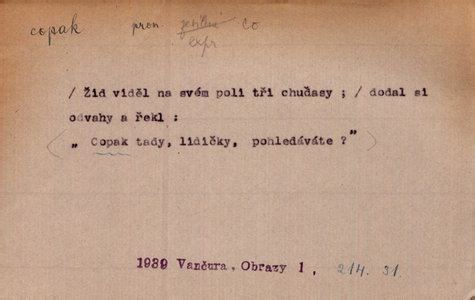 copak pron. zesílené co
expr
/ Žid viděl na svém poli tři chudasy ; / dodal si
odvahy a řekl :
( „ Copak tady, lidičky, pohledáváte ? " )
1939 Vančura, Obrazy 1, 214. 31.